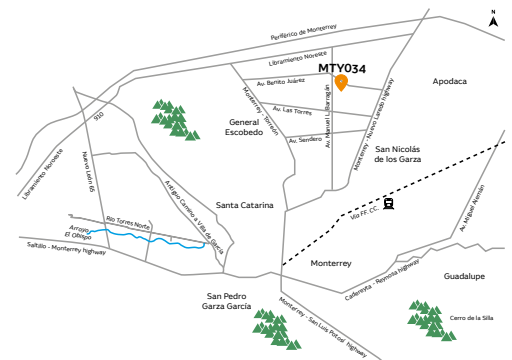 N
Periférico de Monterrey
Libramiento Noreste
MTY034
Apodaca
Av. Benito Juárez
Monterrey - Torreón
Av. Manuel L. Barragán
Monterrey - Nuevo Laredo highway
910
Av. Las Torres
General
Escobedo
Av. Sendero
San Nicolás
de los Garza
Libramiento Noroeste
Nuevo León 65
Antiguo Camino a Villa de García
Santa Catarina
Vía FF. CC.
Av. Miguel Alemán
Río Torres Norte
Arroyo
El Obispo
Saltillo - Monterrey highway
Monterrey
Cadereyta - Reynosa highway
Guadalupe
San Pedro
Garza García
Monterrey - San Luis Potosí highway
Cerro de la Silla